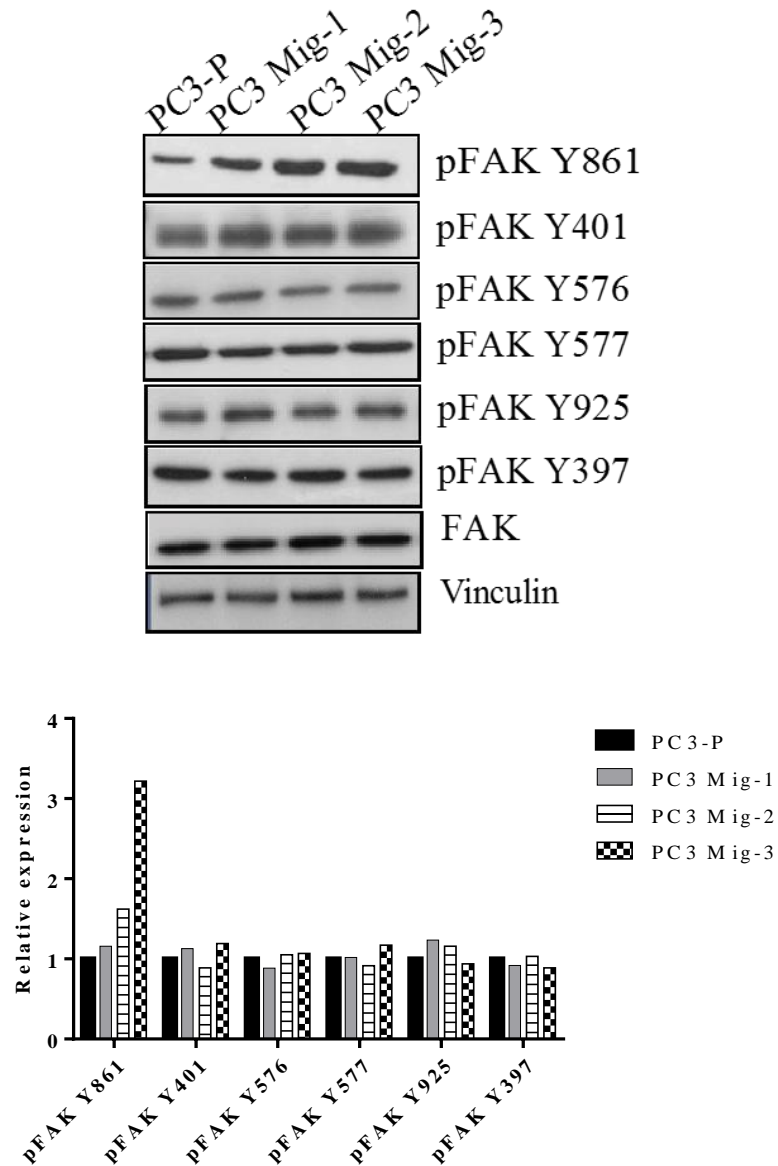 PC3-P
PC3 Mig-1
PC3 Mig-2
PC3 Mig-3
pFAK Y861
pFAK Y401
pFAK Y576
pFAK Y577
pFAK Y925
pFAK Y397
FAK
Vinculin
Relative expression
4
3
2
1
0
pFAK Y861
pFAK Y401
pFAK Y576
pFAK Y577
pFAK Y925
pFAK Y397
PC3-P
PC3 Mig-1
PC3 Mig-2
PC3 Mig-3